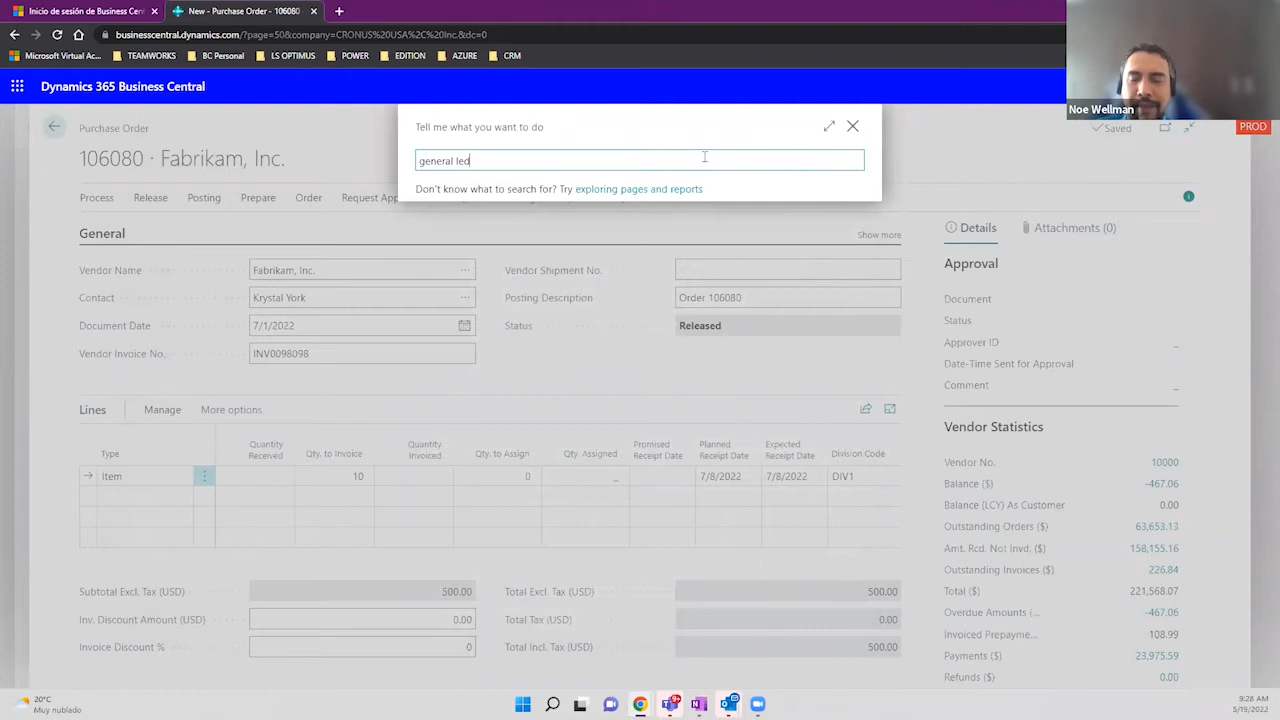 Inicio de sesión de Business Cent
New - Purchase Order - 106080
businesscentral.dynamics.com/?page=50&company=CRONUS%20USA%2C%20Inc.&dc=0
Microsoft Virtual Ac...
TEAMWORKS
BC Personal
LS OPTIMUS
POWER
EDITION
AZURE
CRM
Noe Wellman
Dynamics 365 Business Central
Purchase Order
Saved
PROD
106080 · Fabrikam, Inc.
Tell me what you want to do
general led
Don't know what to search for? Try exploring pages and reports
Process Release Posting Prepare Order Request App
General
Show more
Vendor Name Fabrikam, Inc. ...
Vendor Shipment No.
Contact Krystal York ...
Posting Description Order 106080
Document Date 7/1/2022
Status Released
Vendor Invoice No. INV0098098
Lines Manage More options
Type
Quantity Received
Qty. to Invoice
Quantity Invoiced
Qty. to Assign
Qty. Assigned
Promised Receipt Date
Planned Receipt Date
Expected Receipt Date
Division Code
Item 10 0 _ 7/8/2022 7/8/2022 DIV1
Subtotal Excl. Tax (USD) 500.00
Total Excl. Tax (USD) 500.00
Inv. Discount Amount (USD) 0.00
Total Tax (USD) 0.00
Invoice Discount % 0
Total Incl. Tax (USD) 500.00
Details
Attachments (0)
Approval
Document
Status
Approver ID _
Date-Time Sent for Approval
Comment _
Vendor Statistics
Vendor No. 10000
Balance ($) -467.06
Balance (LCY) As Customer 0.00
Outstanding Orders ($) 63,653.13
Amt. Rcd. Not Invd. ($) 158,155.16
Outstanding Invoices ($) 226.84
Total ($) 221,568.07
Overdue Amounts (... -467.06
Invoiced Prepayme... 108.99
Payments ($) 23,975.59
Refunds ($) 0.00
20°C
Muy nublado
9+
9:28 AM
5/19/2022